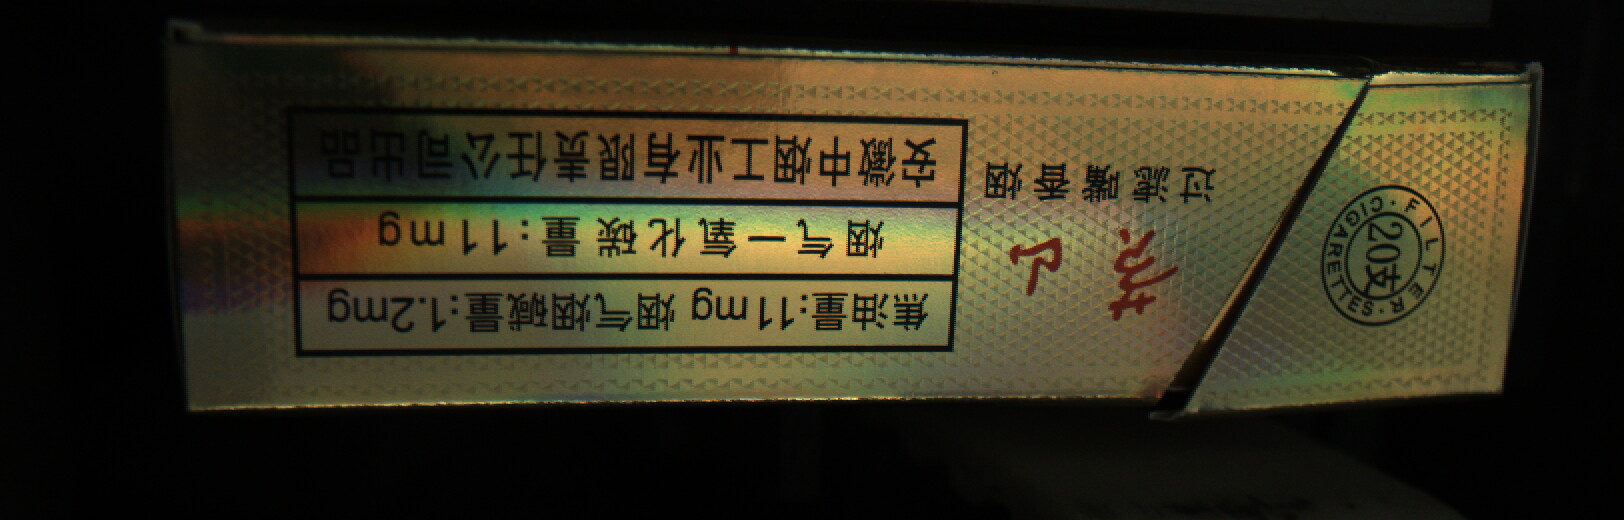 FILTER · CIGARETTES ·
20支
黄山
过滤嘴香烟
焦油量:11mg 烟气烟碱量:1.2mg
烟气一氧化碳量:11mg
安徽中烟工业有限责任公司出品